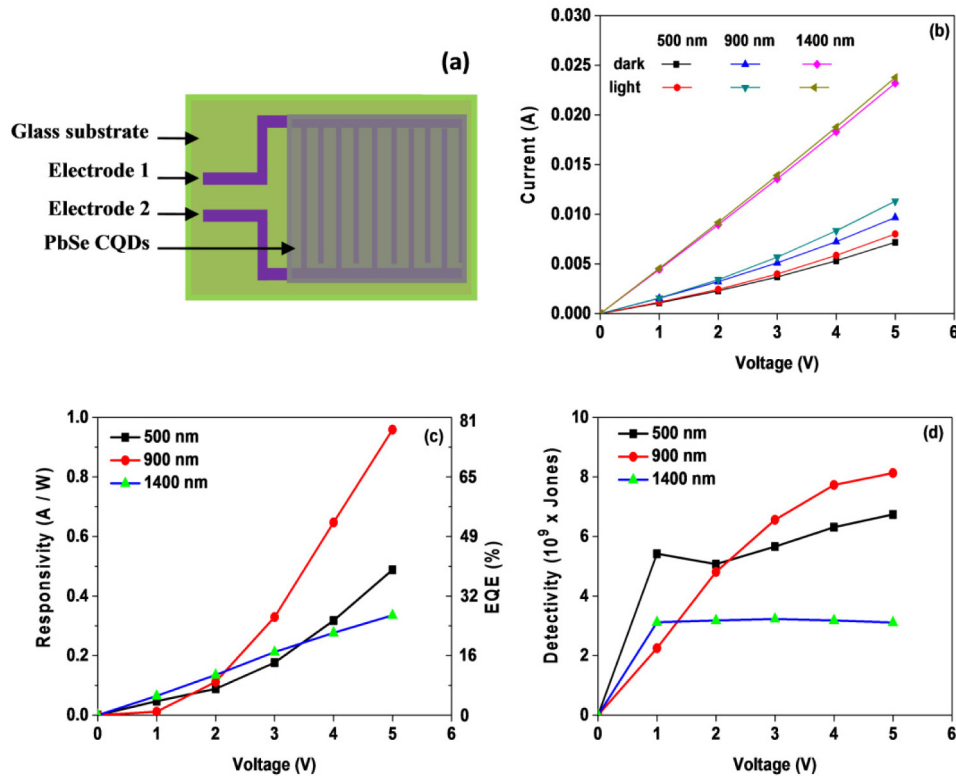 (a)
Glass substrate
Electrode 1
Electrode 2
PbSe CQDs
(b)
500 nm 900 nm 1400 nm
dark
light
Current (A)
0.030
0.025
0.020
0.015
0.010
0.005
0.000
0 1 2 3 4 5 6
Voltage (V)
(c)
500 nm
900 nm
1400 nm
Responsivity (A / W)
1.0
0.8
0.6
0.4
0.2
0.0
81
65
49
32
16
0
EQE (%)
0 1 2 3 4 5 6
Voltage (V)
(d)
500 nm
900 nm
1400 nm
Detectivity (10⁹ x Jones)
10
8
6
4
2
0
0 1 2 3 4 5 6
Voltage (V)